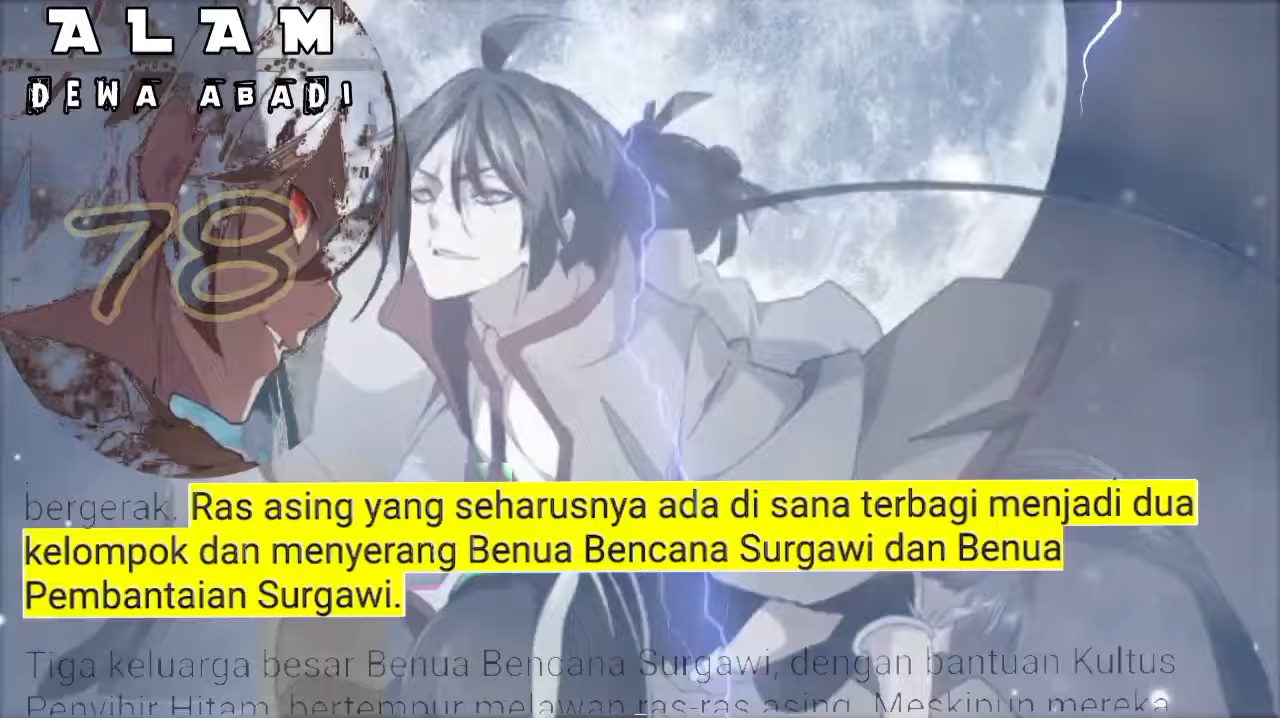 ALAM
DEWA ABADI
78
bergerak. Ras asing yang seharusnya ada di sana terbagi menjadi dua
kelompok dan menyerang Benua Bencana Surgawi dan Benua
Pembantaian Surgawi.
Tiga keluarga besar Benua Bencana Surgawi, dengan bantuan Kultus
Penyihir Hitam, bertempur melawan ras-ras asing. Meskipun mereka